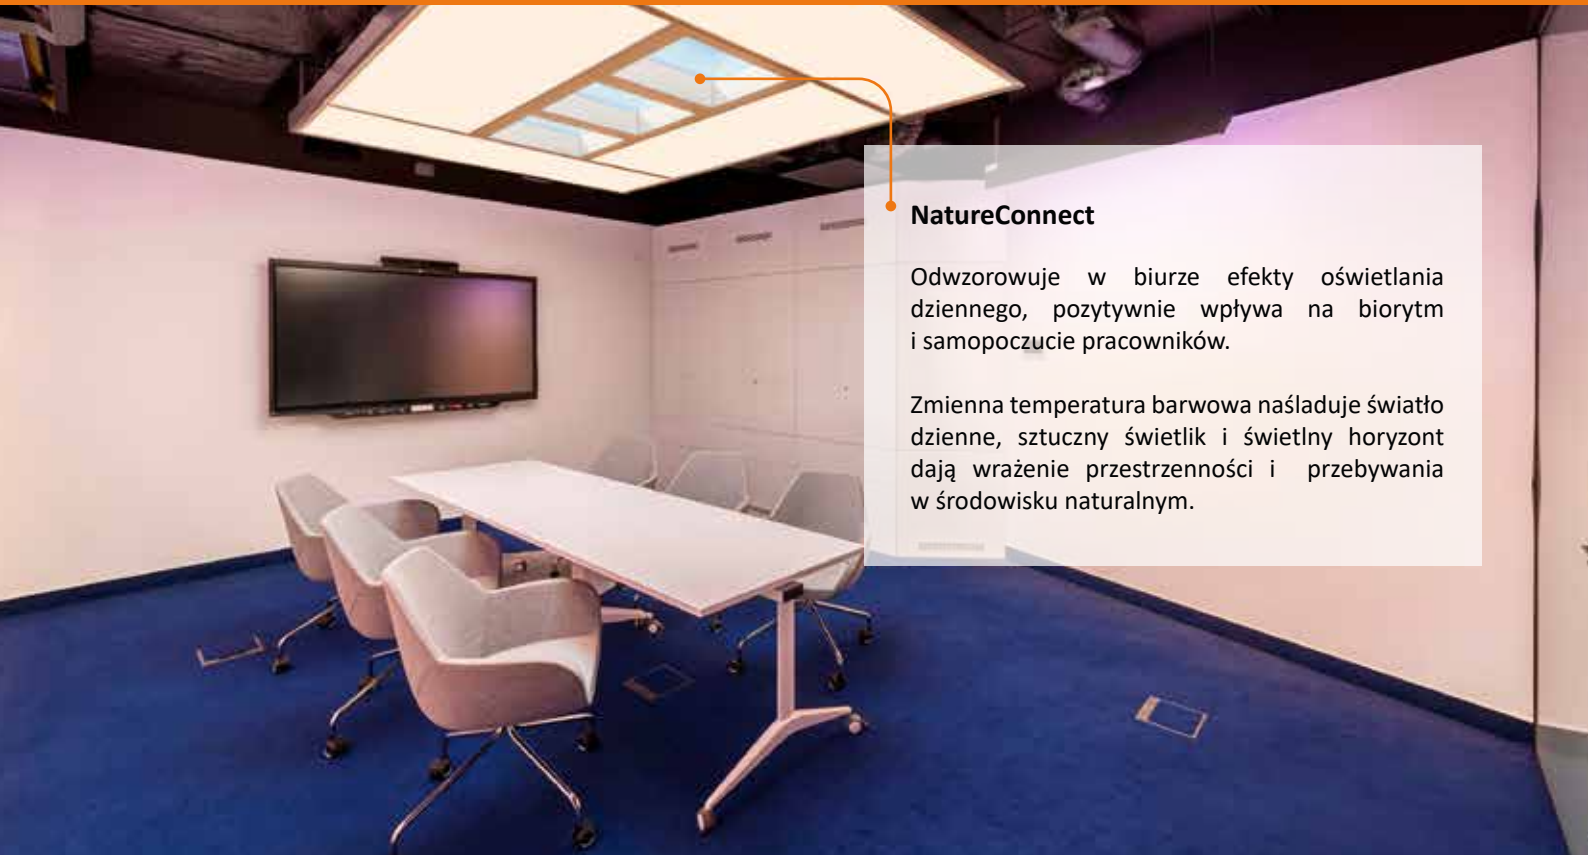 NatureConnect
Odwzorowuje w biurze efekty oświetlania
dziennego, pozytywnie wpływa na biorytm
i samopoczucie pracowników.
Zmienna temperatura barwowa naśladuje światło
dzienne, sztuczny świetlik i świetlny horyzont
dają wrażenie przestrzenności i przebywania
w środowisku naturalnym.